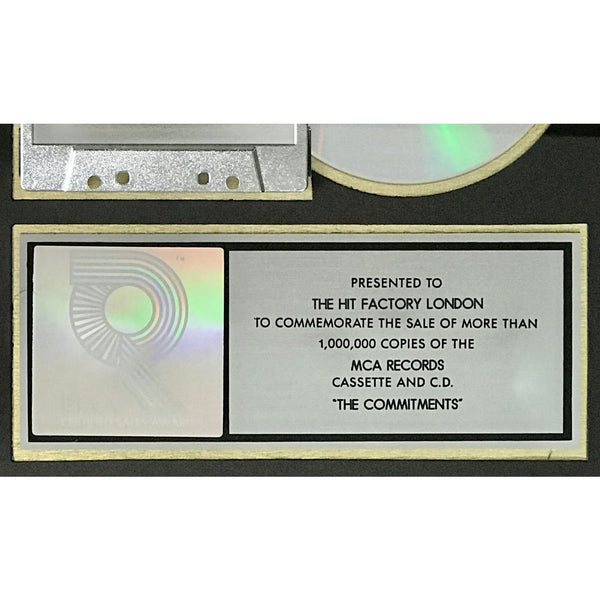 PRESENTED TO
THE HIT FACTORY LONDON
TO COMMEMORATE THE SALE OF MORE THAN
1,000,000 COPIES OF THE
MCA RECORDS
CASSETTE AND C.D.
"THE COMMITMENTS"